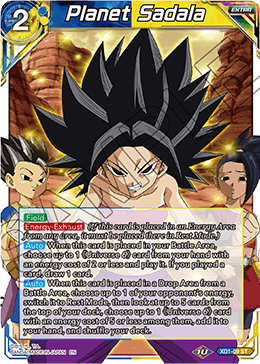 2
Planet Sadala
EXTRA
Field
Energy-Exhaust (If this card is placed in an Energy Area
from any area, it must be placed there in Rest Mode.)
Auto When this card is placed in your Battle Area,
choose up to 1 《Universe 6》 card from your hand with
an energy cost of 2 or less and play it. If you played a
card, draw 1 card.
Auto When this card is placed in a Drop Area from a
Battle Area, choose up to 1 of your opponent's energy,
switch it to Rest Mode, then look at up to 3 cards from
the top of your deck, choose up to 1 《Universe 6》 card
with an energy cost of 2 or less among them, add it to
your hand, and shuffle your deck.
XD1-09 ST